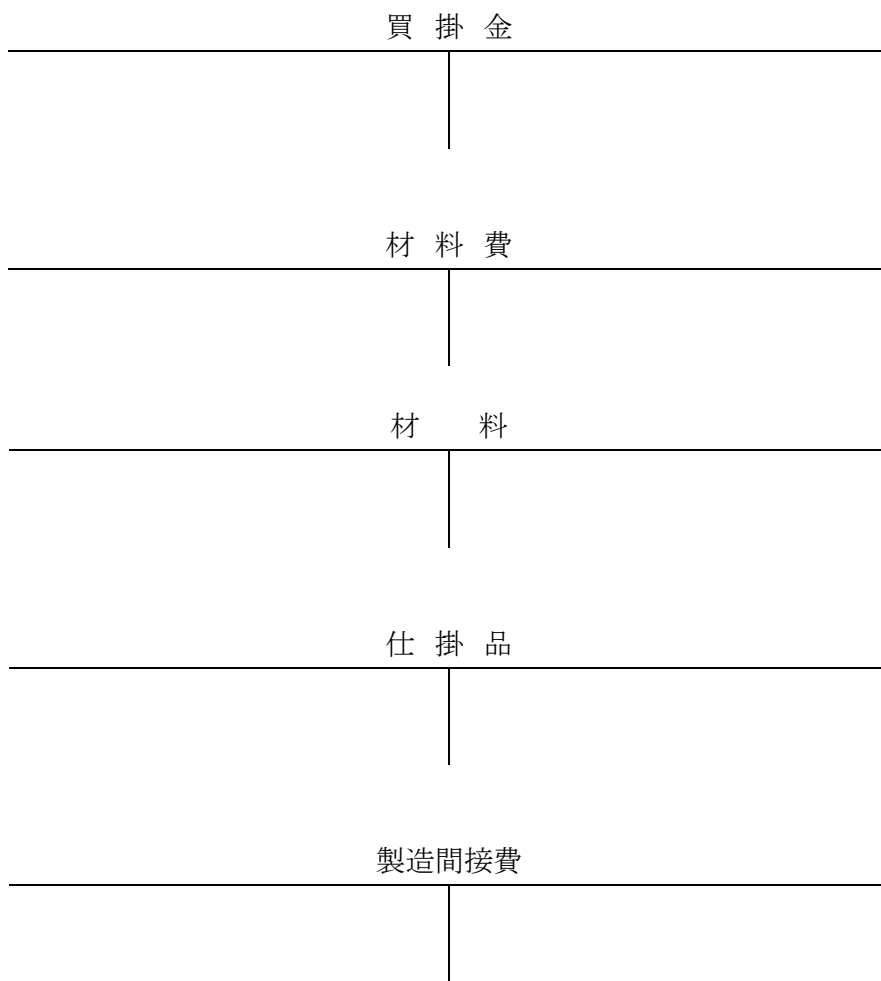 買 掛 金
材 料 費
材 料
仕 掛 品
製造間接費